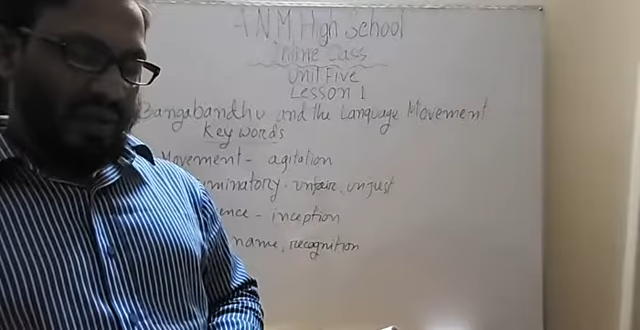 ANM High School
Online Class
Unit Five
Lesson 1
Bangabandhu and the Language Movement
Key words
Movement - agitation
minatory - unfair, unjust
ence - inception
name, recognition